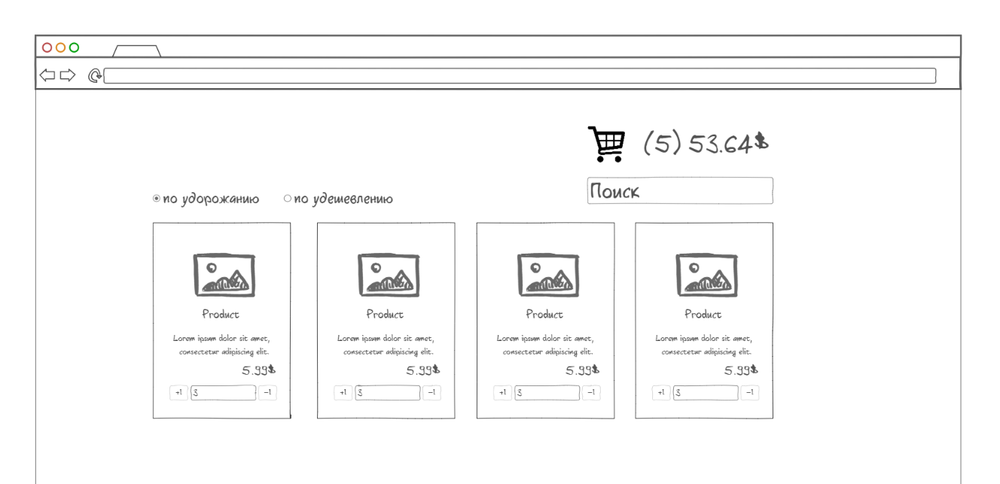 (5) 53.64$
Поиск
по удорожанию
по удешевлению
Product
Lorem ipsum dolor sit amet,
consectetur adipiscing elit.
5.99$
+1 3 -1
Product
Lorem ipsum dolor sit amet,
consectetur adipiscing elit.
5.99$
+1 3 -1
Product
Lorem ipsum dolor sit amet,
consectetur adipiscing elit.
5.99$
+1 3 -1
Product
Lorem ipsum dolor sit amet,
consectetur adipiscing elit.
5.99$
+1 3 -1